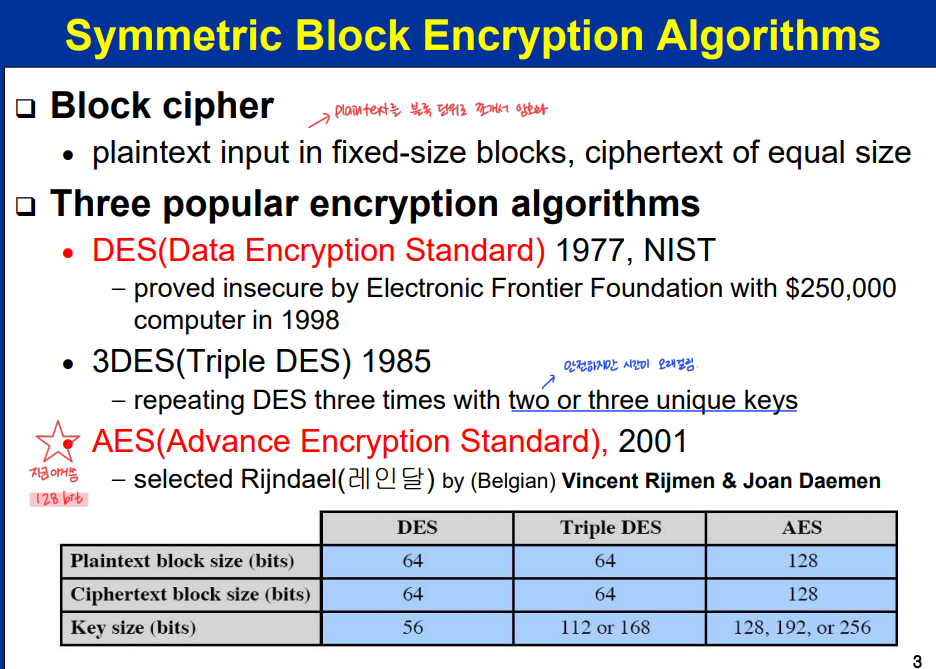 Symmetric Block Encryption Algorithms
Block cipher
plaintext를 블록 단위로 쪼개서 암호화
• plaintext input in fixed-size blocks, ciphertext of equal size
Three popular encryption algorithms
• DES(Data Encryption Standard) 1977, NIST
– proved insecure by Electronic Frontier Foundation with $250,000
computer in 1998
• 3DES(Triple DES) 1985
안전하지만 시간이 오래걸림.
– repeating DES three times with two or three unique keys
• AES(Advance Encryption Standard), 2001
지금이거씀
128 bit
– selected Rijndael(레인달) by (Belgian) Vincent Rijmen & Joan Daemen
DES Triple DES AES
Plaintext block size (bits) 64 64 128
Ciphertext block size (bits) 64 64 128
Key size (bits) 56 112 or 168 128, 192, or 256
3